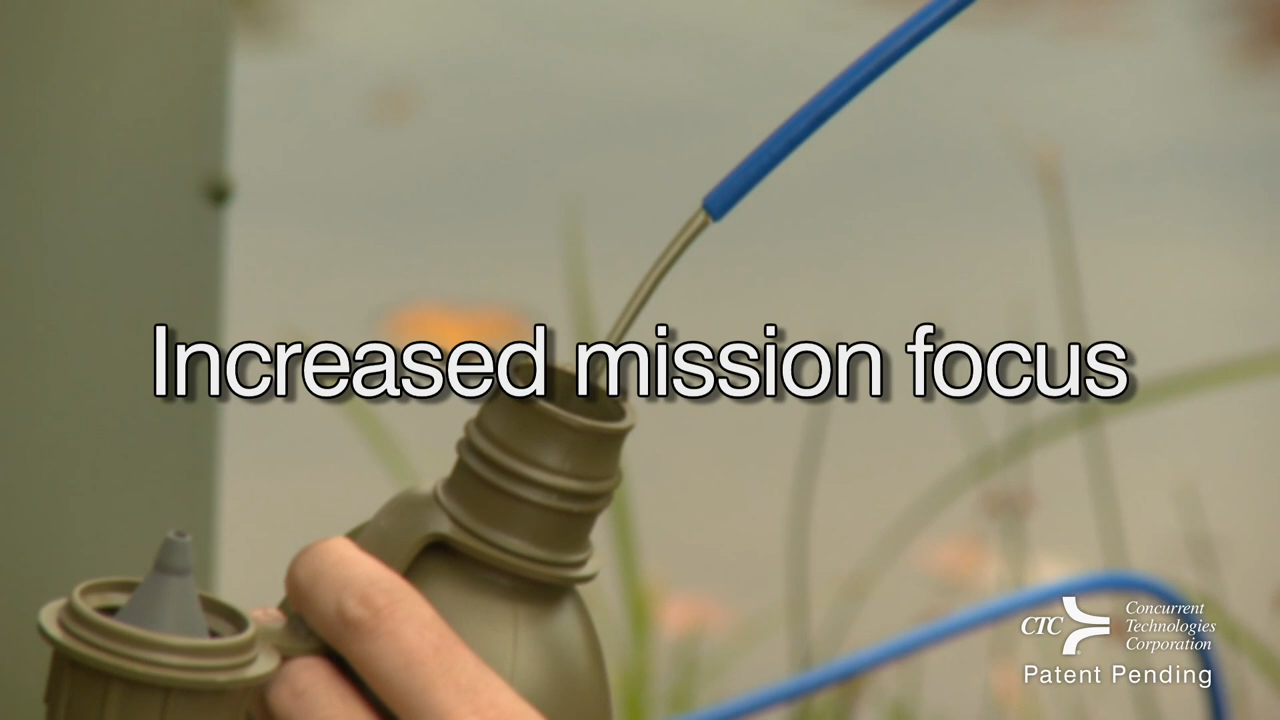 Increased mission focus
CTC
Concurrent
Technologies
Corporation
Patent Pending